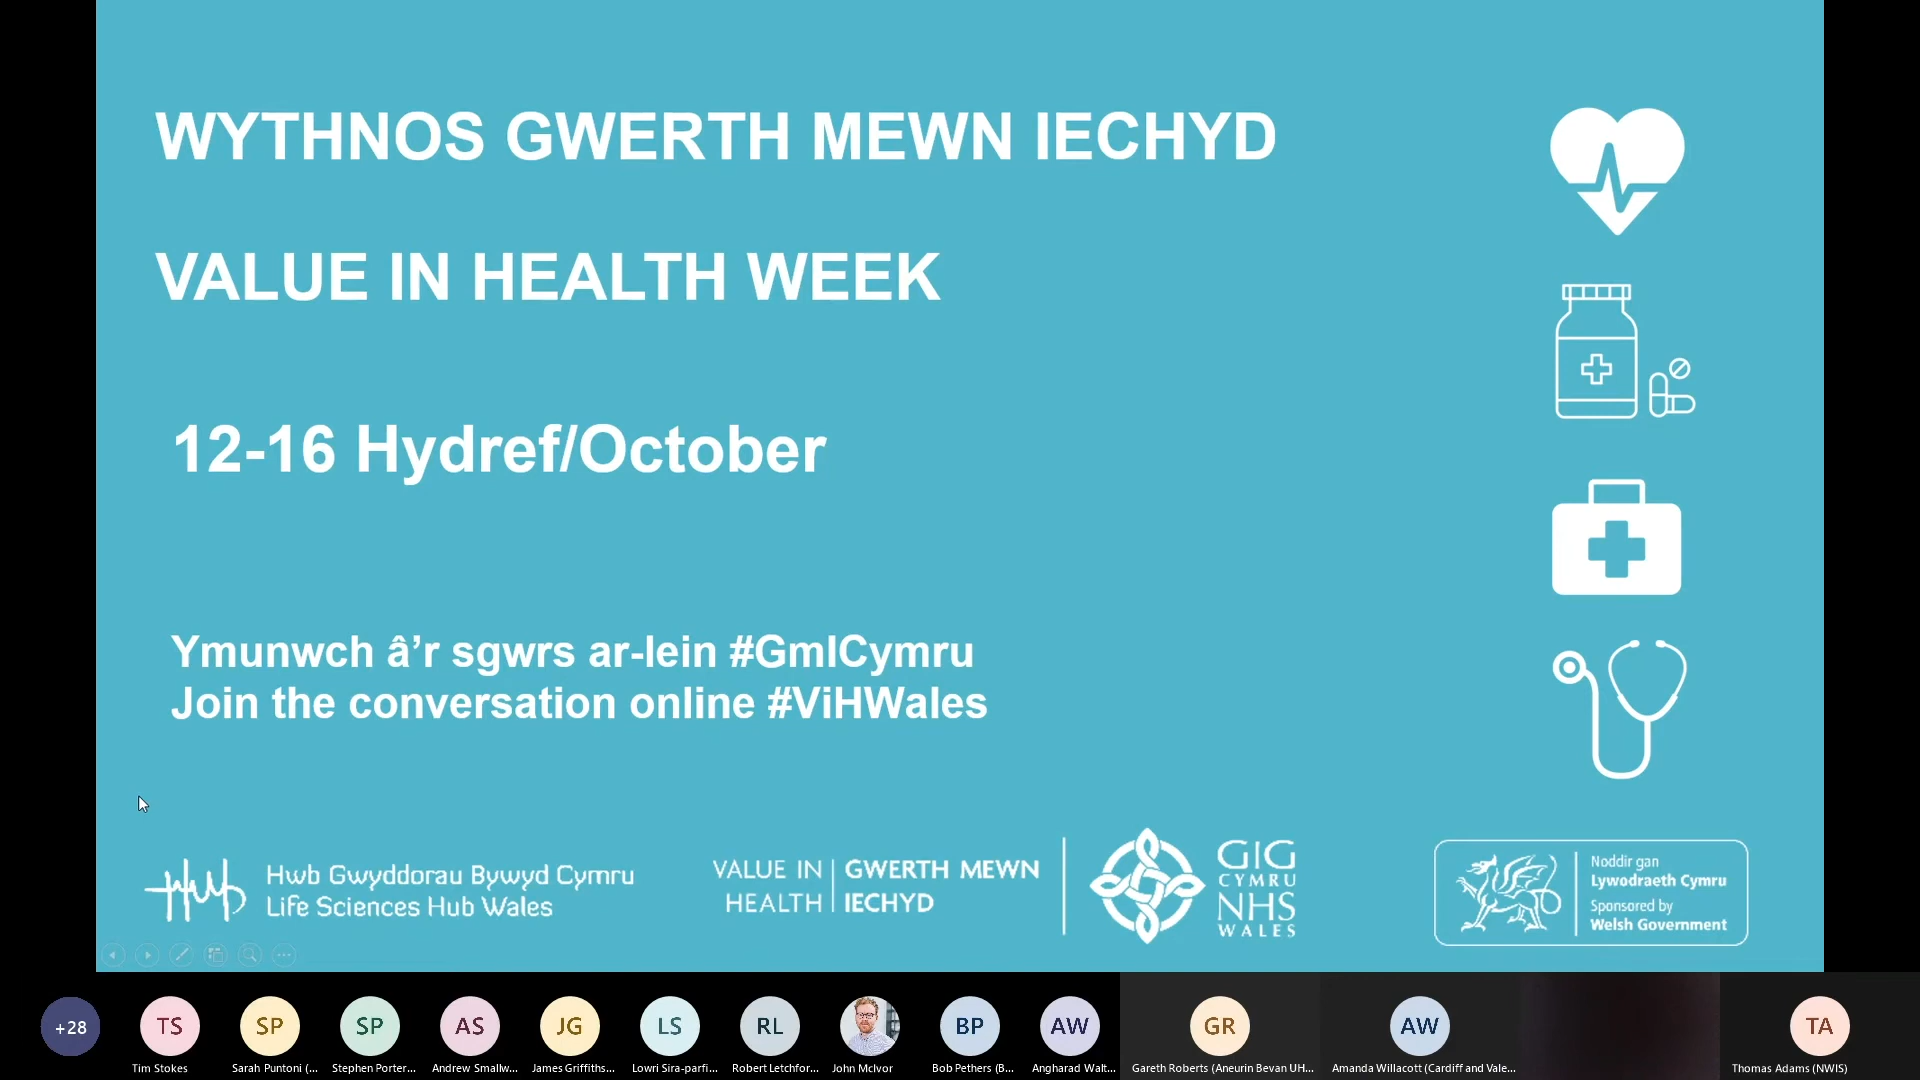 WYTHNOS GWERTH MEWN IECHYD
VALUE IN HEALTH WEEK
12-16 Hydref/October
Ymunwch â’r sgwrs ar-lein #GmICymru
Join the conversation online #ViHWales
Hwb
Hwb Gwyddorau Bywyd Cymru
Life Sciences Hub Wales
VALUE IN HEALTH
GWERTH MEWN IECHYD
GIG
CYMRU
NHS
WALES
Noddir gan
Lywodraeth Cymru
Sponsored by
Welsh Government
+28
TS
SP
SP
AS
JG
LS
RL
BP
AW
GR
AW
TA
Tim Stokes
Sarah Puntoni (...
Stephen Porter...
Andrew Smallw...
James Griffiths...
Lowri Sira-parfi...
Robert Letchfor...
John McIvor
Bob Pethers (B...
Angharad Walt...
Gareth Roberts (Aneurin Bevan UH...
Amanda Willacott (Cardiff and Vale...
Thomas Adams (NWIS)